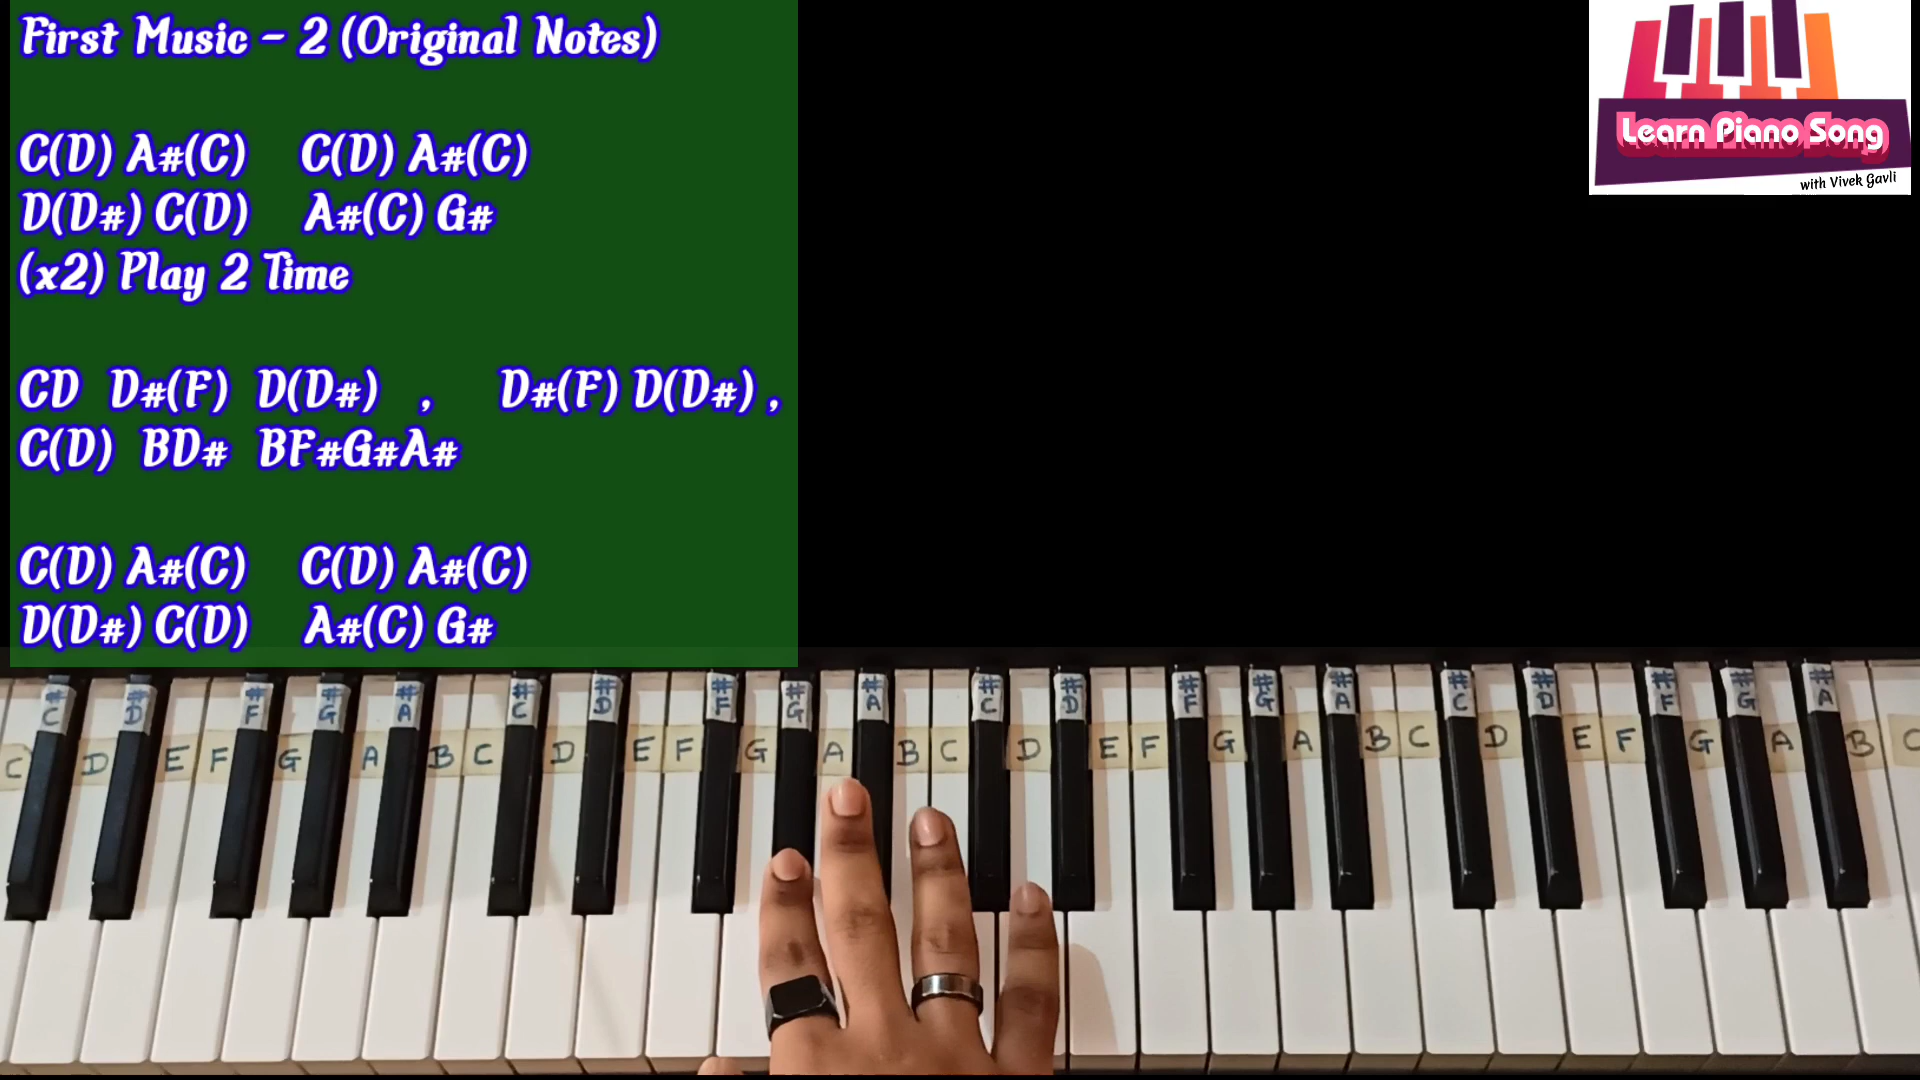 First Music - 2 (Original Notes)
C(D) A#(C) C(D) A#(C)
D(D#) C(D) A#(C) G#
(x2) Play 2 Time
CD D#(F) D(D#) , D#(F) D(D#) ,
C(D) BD# BF#G#A#
C(D) A#(C) C(D) A#(C)
D(D#) C(D) A#(C) G#
Learn Piano Song
with Vivek Gavli
#C #D #F #G #A #C #D #F #G #A #C #D #F #G #A #C #D #F #G #A
C D E F G A B C D E F G A B C D E F G A B C D E F G A B C